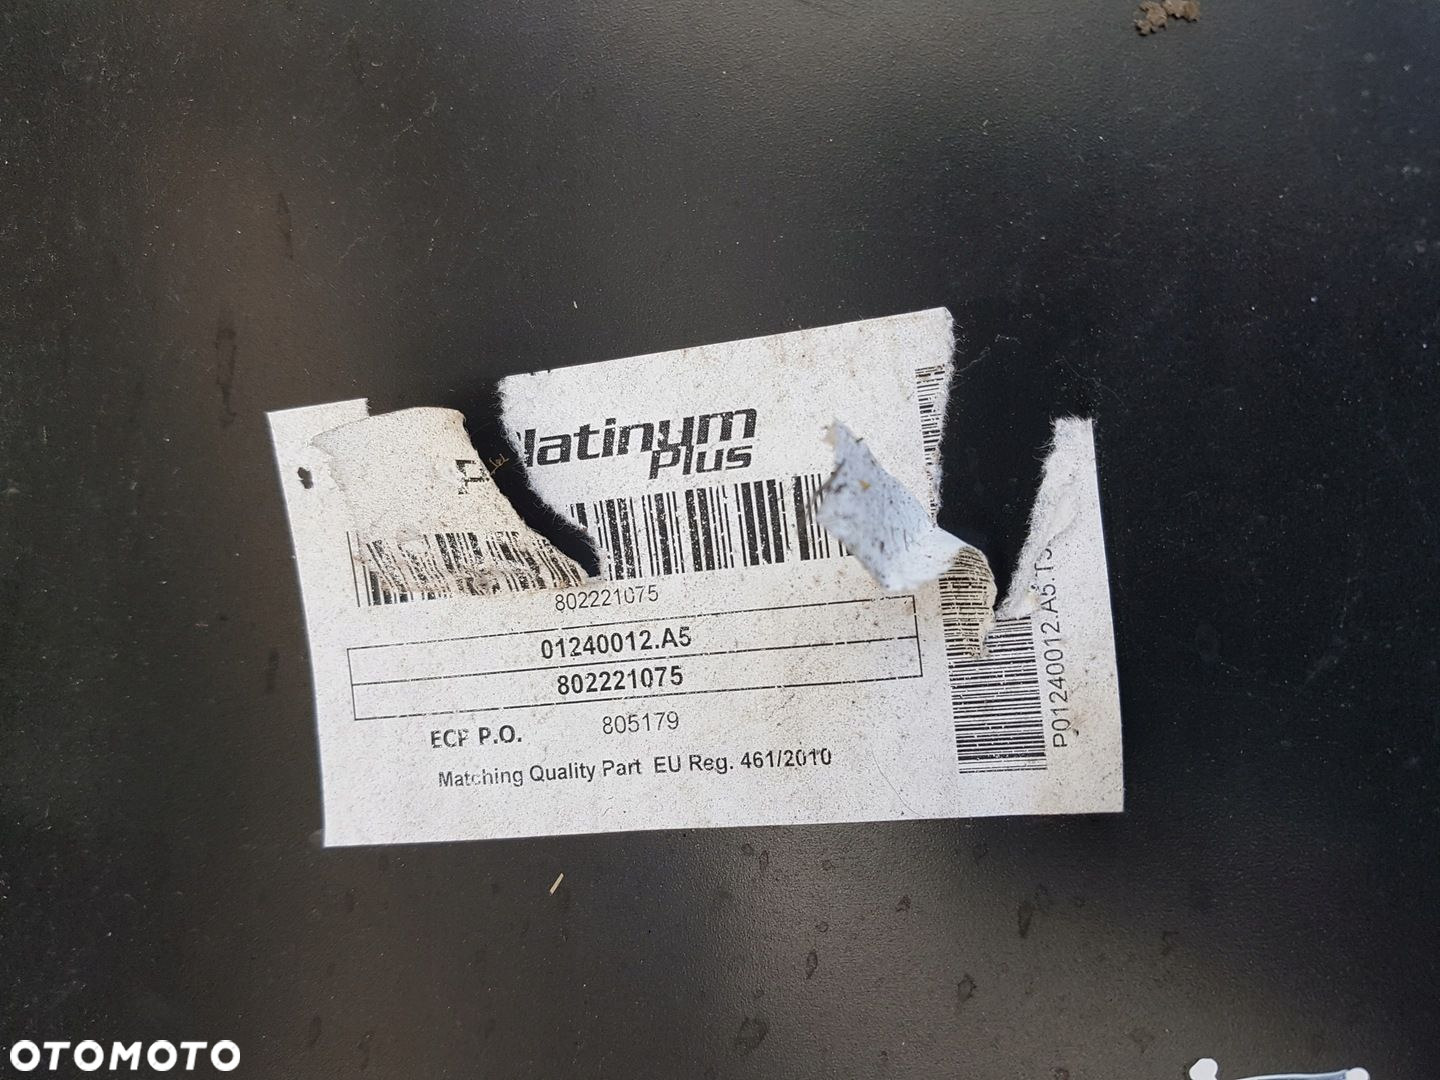 Platinum
Plus
802221075
01240012.A5
802221075
ECP P.O. 805179
Matching Quality Part EU Reg. 461/2010
OTOMOTO